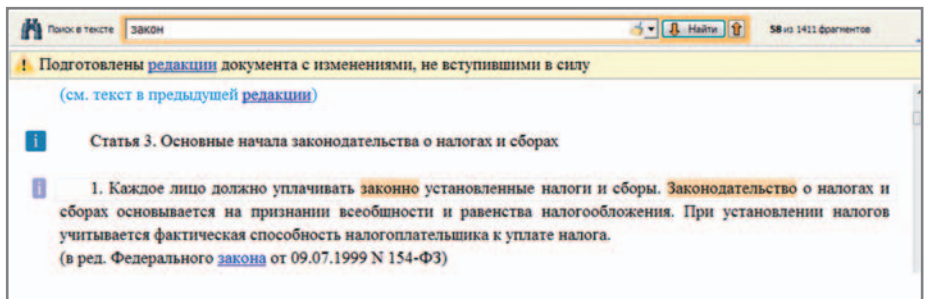 Поиск в тексте закон Найти 58 из 1411 фрагментов
! Подготовлены редакции документа с изменениями, не вступившими в силу
(см. текст в предыдущей редакции)
i Статья 3. Основные начала законодательства о налогах и сборах
i 1. Каждое лицо должно уплачивать законно установленные налоги и сборы. Законодательство о налогах и
сборах основывается на признании всеобщности и равенства налогообложения. При установлении налогов
учитывается фактическая способность налогоплательщика к уплате налога.
(в ред. Федерального закона от 09.07.1999 N 154-ФЗ)